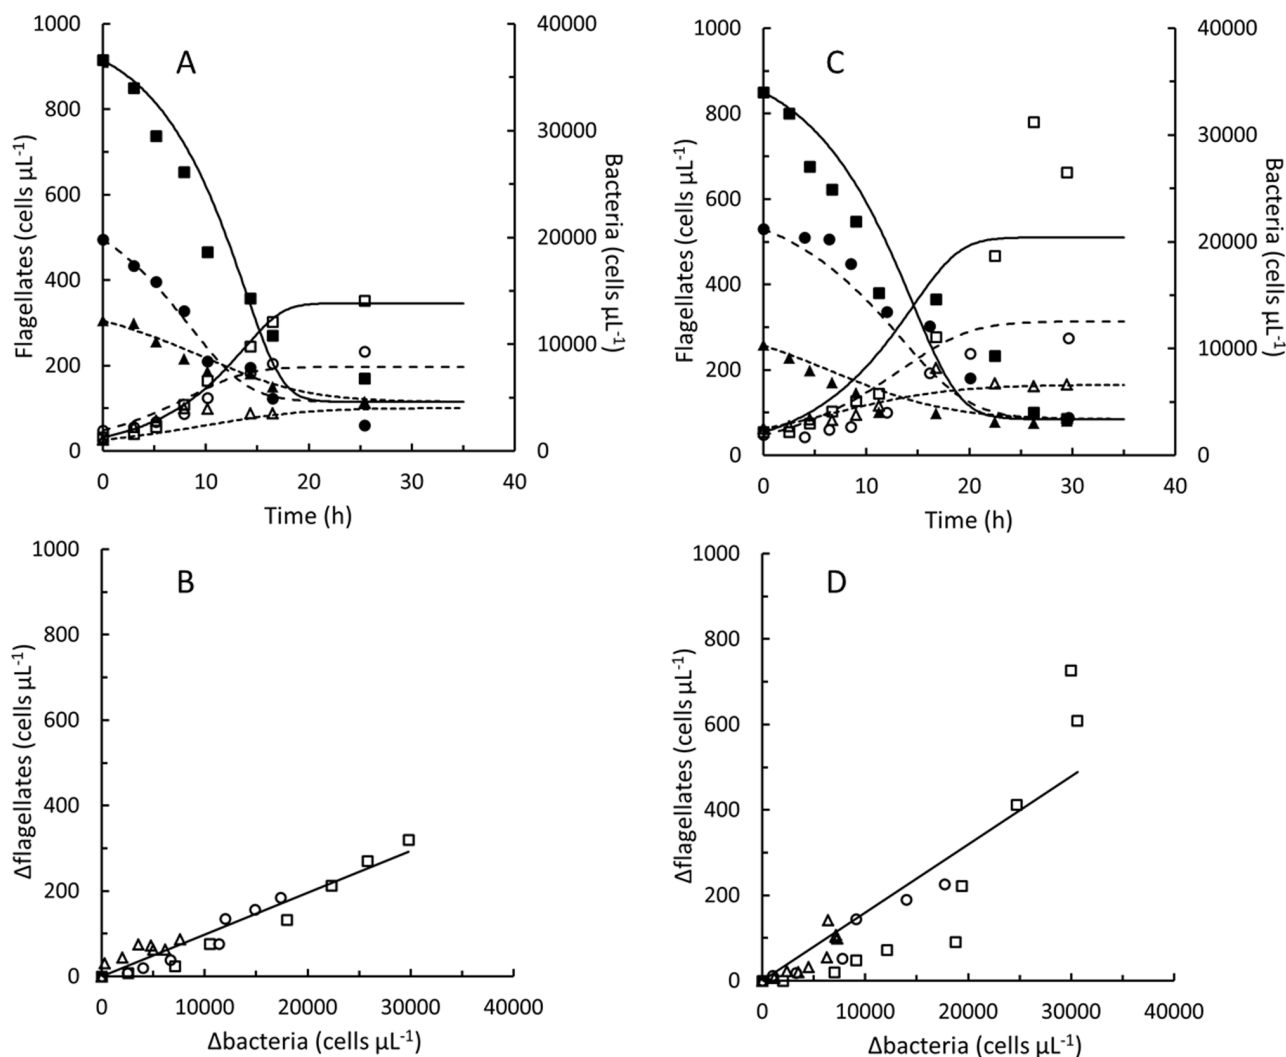 A
1000
800
600
400
200
0
Flagellates (cells µL-1)
40000
30000
20000
10000
0
Bacteria (cells µL-1)
0 10 20 30 40
Time (h)
C
1000
800
600
400
200
0
Flagellates (cells µL-1)
40000
30000
20000
10000
0
Bacteria (cells µL-1)
0 10 20 30 40
Time (h)
B
1000
800
600
400
200
0
Δflagellates (cells µL-1)
0 10000 20000 30000 40000
Δbacteria (cells µL-1)
D
1000
800
600
400
200
0
Δflagellates (cells µL-1)
0 10000 20000 30000 40000
Δbacteria (cells µL-1)